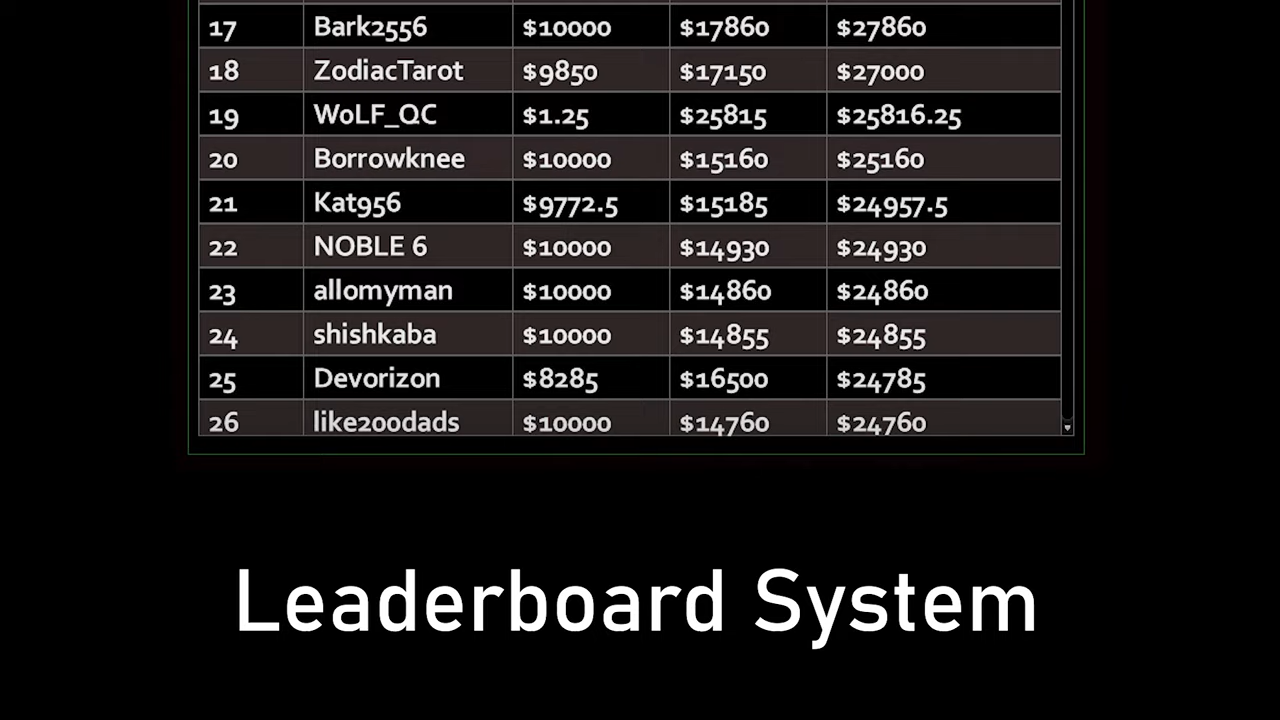 17 Bark2556 $10000 $17860 $27860
18 ZodiacTarot $9850 $17150 $27000
19 WoLF_QC $1.25 $25815 $25816.25
20 Borrowknee $10000 $15160 $25160
21 Kat956 $9772.5 $15185 $24957.5
22 NOBLE 6 $10000 $14930 $24930
23 allomyman $10000 $14860 $24860
24 shishkaba $10000 $14855 $24855
25 Devorizon $8285 $16500 $24785
26 like200dads $10000 $14760 $24760
Leaderboard System